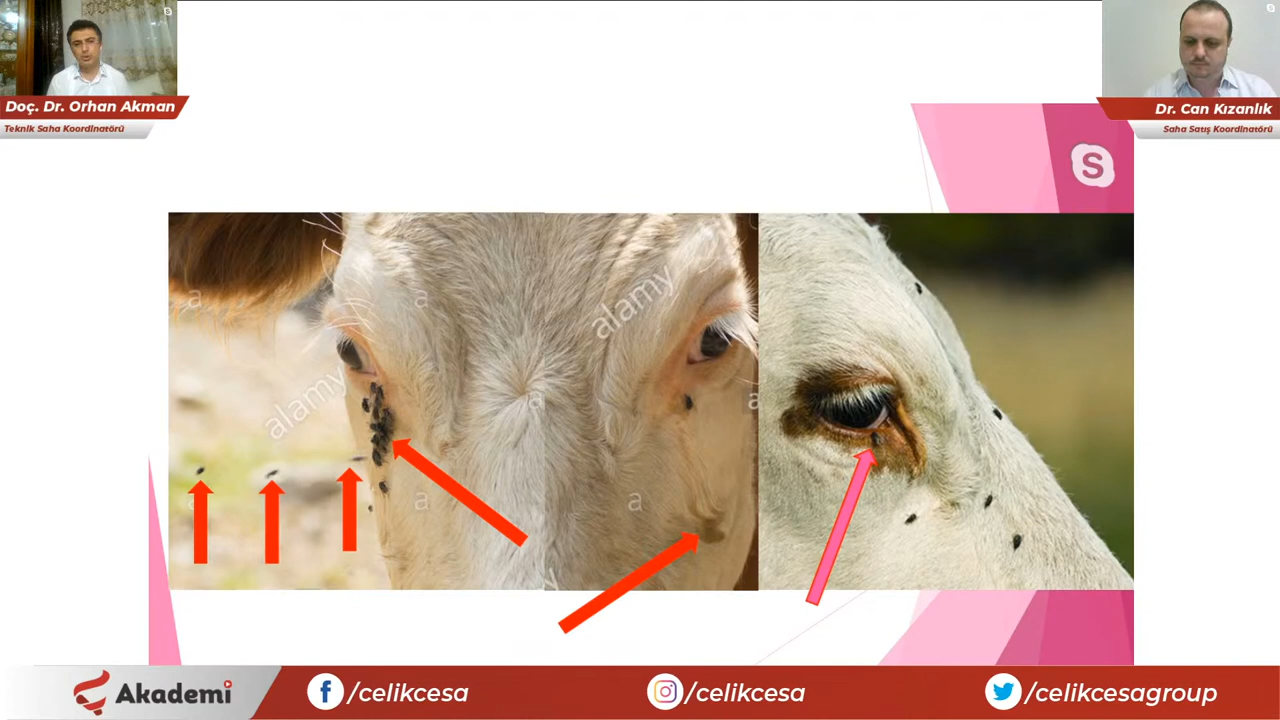 Doç. Dr. Orhan Akman
Teknik Saha Koordinatörü
Dr. Can Kızanlık
Saha Satış Koordinatörü
S
alamy
alamy
a
a
a
a
a
a
Akademi
/celikcesa
/celikcesa
/celikcesagroup